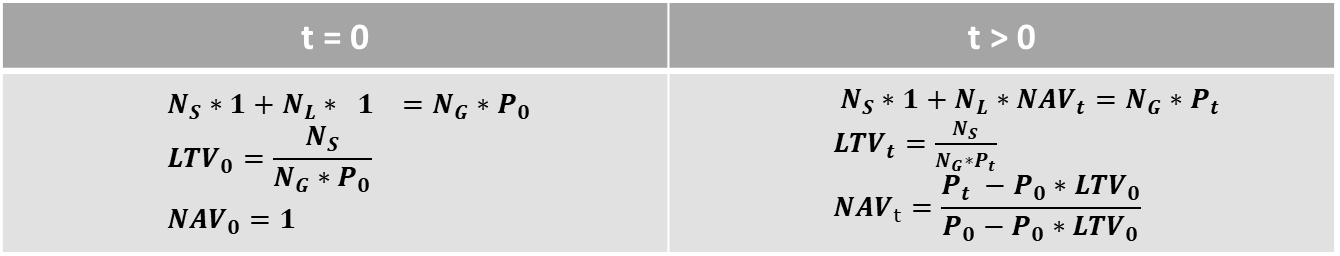 t = 0
t > 0
N_S * 1 + N_L * 1 = N_G * P_0
LTV_0 = N_S / (N_G * P_0)
NAV_0 = 1
N_S * 1 + N_L * NAV_t = N_G * P_t
LTV_t = N_S / (N_G * P_t)
NAV_t = (P_t − P_0 * LTV_0) / (P_0 − P_0 * LTV_0)